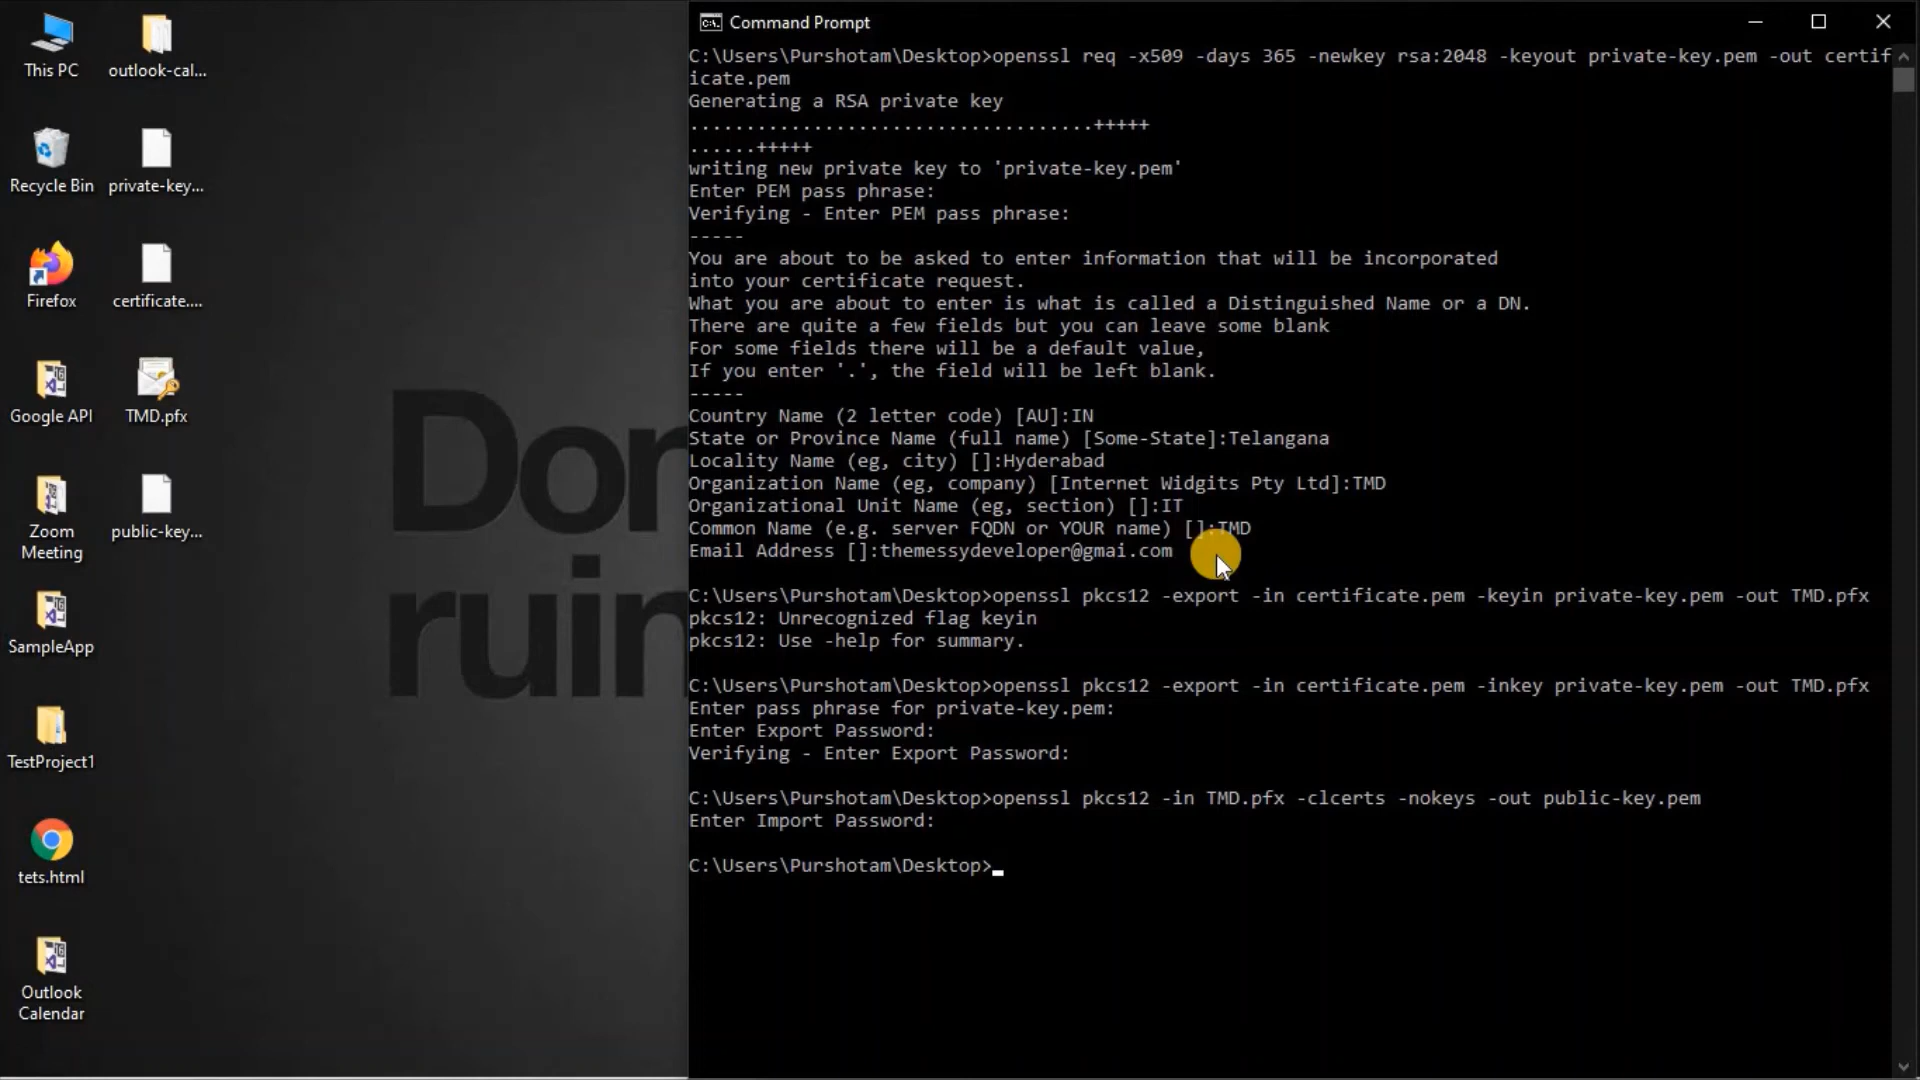 This PC
outlook-cal...
Recycle Bin
private-key...
Firefox
certificate....
Google API
TMD.pfx
Zoom
Meeting
public-key...
SampleApp
TestProject1
tets.html
Outlook
Calendar
Don
ruin
Command Prompt
C:\Users\Purshotam\Desktop>openssl req -x509 -days 365 -newkey rsa:2048 -keyout private-key.pem -out certif
icate.pem
Generating a RSA private key
....................................+++++
......+++++
writing new private key to 'private-key.pem'
Enter PEM pass phrase:
Verifying - Enter PEM pass phrase:
-----
You are about to be asked to enter information that will be incorporated
into your certificate request.
What you are about to enter is what is called a Distinguished Name or a DN.
There are quite a few fields but you can leave some blank
For some fields there will be a default value,
If you enter '.', the field will be left blank.
-----
Country Name (2 letter code) [AU]:IN
State or Province Name (full name) [Some-State]:Telangana
Locality Name (eg, city) []:Hyderabad
Organization Name (eg, company) [Internet Widgits Pty Ltd]:TMD
Organizational Unit Name (eg, section) []:IT
Common Name (e.g. server FQDN or YOUR name) []:TMD
Email Address []:themessydeveloper@gmai.com
C:\Users\Purshotam\Desktop>openssl pkcs12 -export -in certificate.pem -keyin private-key.pem -out TMD.pfx
pkcs12: Unrecognized flag keyin
pkcs12: Use -help for summary.
C:\Users\Purshotam\Desktop>openssl pkcs12 -export -in certificate.pem -inkey private-key.pem -out TMD.pfx
Enter pass phrase for private-key.pem:
Enter Export Password:
Verifying - Enter Export Password:
C:\Users\Purshotam\Desktop>openssl pkcs12 -in TMD.pfx -clcerts -nokeys -out public-key.pem
Enter Import Password:
C:\Users\Purshotam\Desktop>